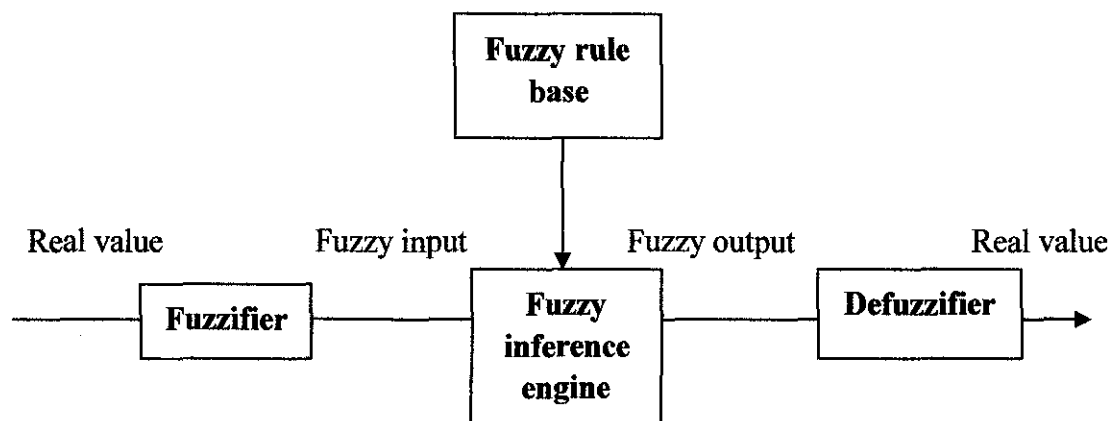 Fuzzy rule
base
Real value
Fuzzy input
Fuzzy output
Real value
Fuzzifier
Fuzzy
inference
engine
Defuzzifier